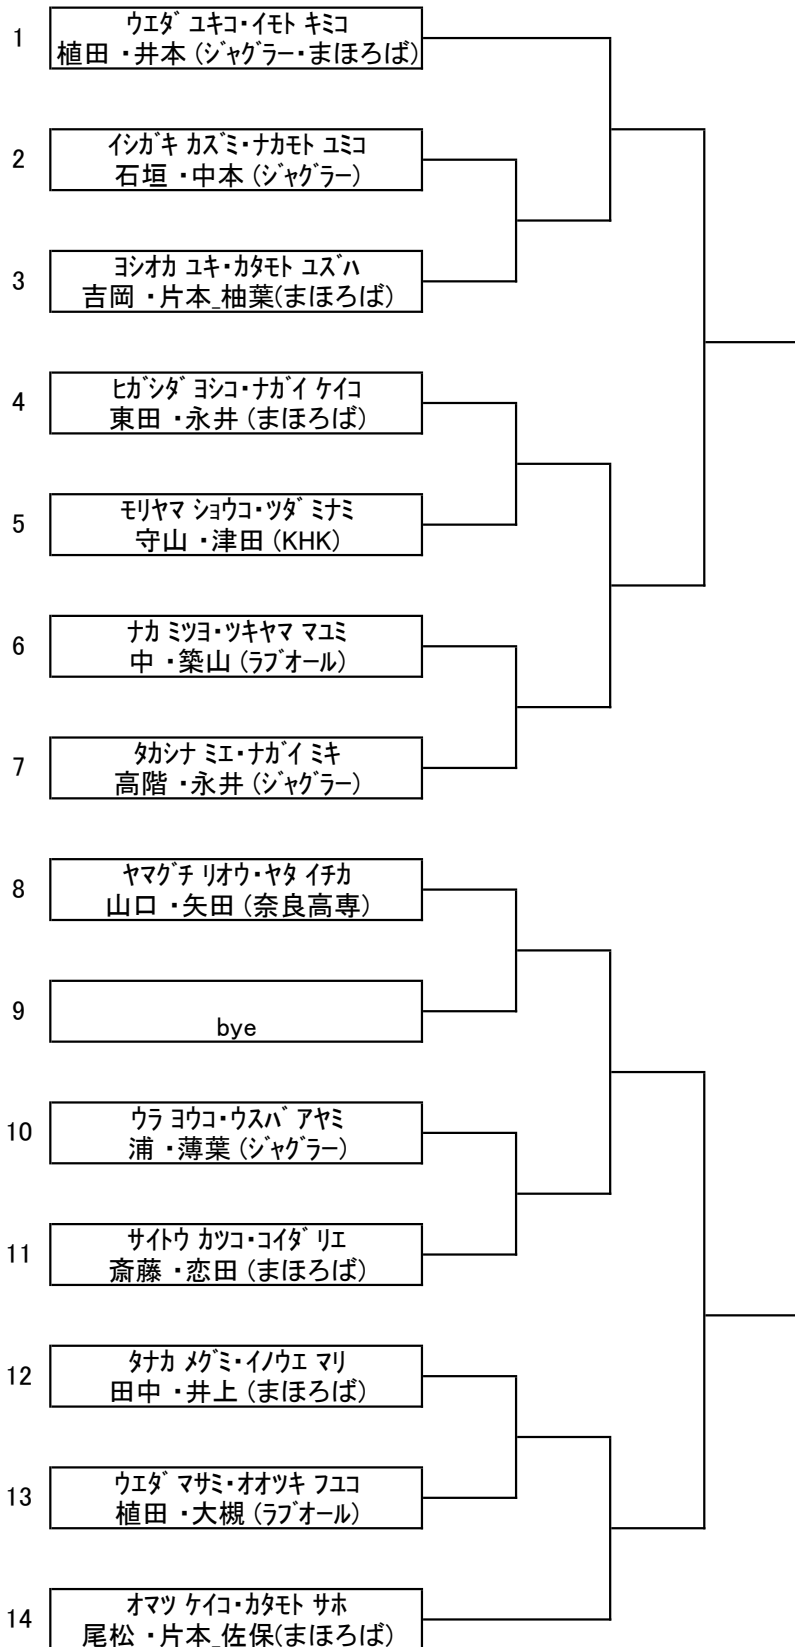 1
ウエダ ユキコ・イモト キミコ
植田 ・井本 (ジャグラー・まほろば)
2
イシガキ カズミ・ナカモト ユミコ
石垣 ・中本 (ジャグラー)
3
ヨシオカ ユキ・カタモト ユズハ
吉岡 ・片本_柚葉(まほろば)
4
ヒガシダ ヨシコ・ナガイ ケイコ
東田 ・永井 (まほろば)
5
モリヤマ ショウコ・ツダ ミナミ
守山 ・津田 (KHK)
6
ナカ ミツヨ・ツキヤマ マユミ
中 ・築山 (ラブオール)
7
タカシナ ミエ・ナガイ ミキ
高階 ・永井 (ジャグラー)
8
ヤマグチ リオウ・ヤタ イチカ
山口 ・矢田 (奈良高専)
9
bye
10
ウラ ヨウコ・ウスバ アヤミ
浦 ・薄葉 (ジャグラー)
11
サイトウ カツコ・コイダ リエ
斎藤 ・恋田 (まほろば)
12
タナカ メグミ・イノウエ マリ
田中 ・井上 (まほろば)
13
ウエダ マサミ・オオツキ フユコ
植田 ・大槻 (ラブオール)
14
オマツ ケイコ・カタモト サホ
尾松 ・片本_佐保(まほろば)